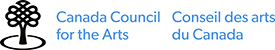 Canada Council
for the Arts
Conseil des arts
du Canada